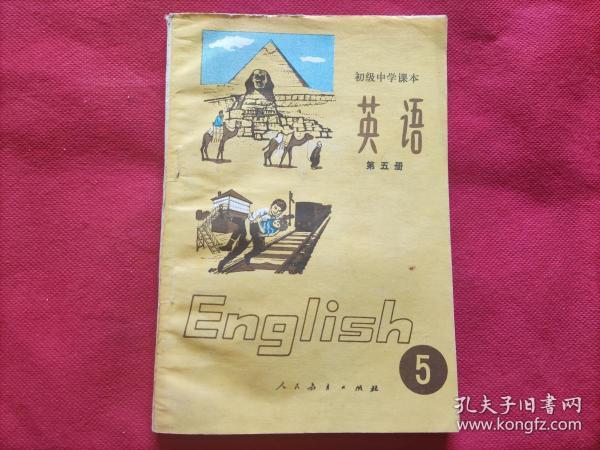 初级中学课本
英语
第五册
English
5
人民教育出版社
孔夫子旧书网
www.kongfz.com